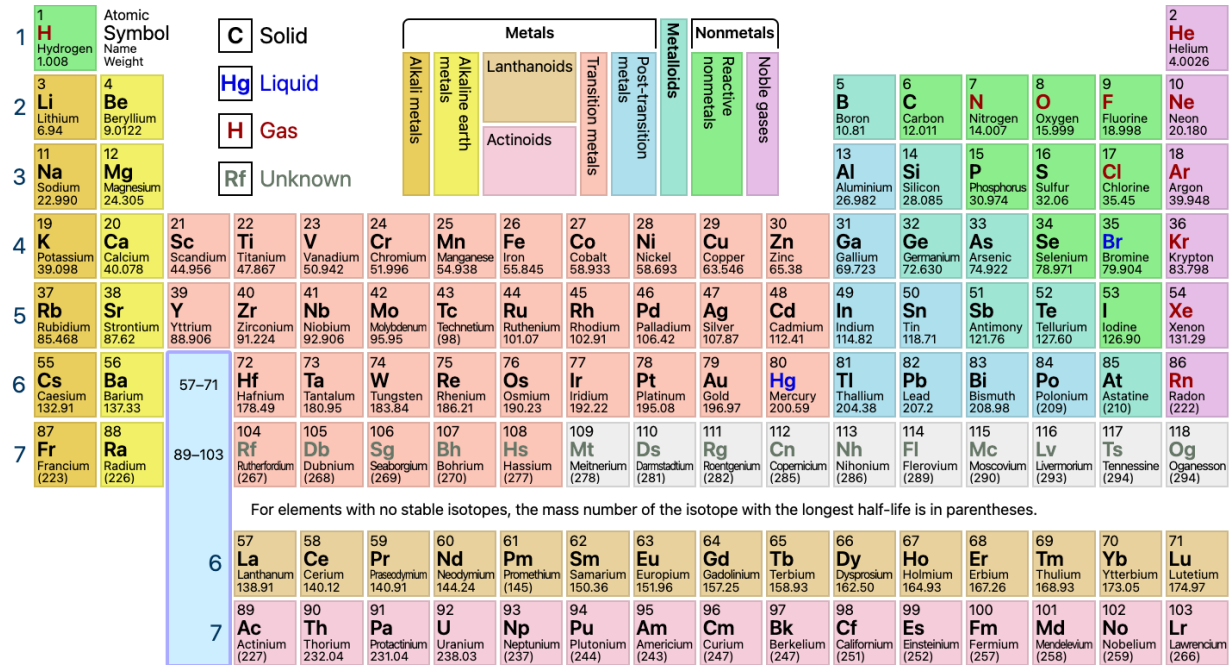 1
1
H
Hydrogen
1.008
Atomic
Symbol
Name
Weight
C Solid
Hg Liquid
H Gas
Rf Unknown
Metals
Metalloids
Nonmetals
Alkali metals
Alkaline earth metals
Lanthanoids
Actinoids
Transition metals
Post-transition metals
Reactive nonmetals
Noble gases
2
He
Helium
4.0026
2
3
Li
Lithium
6.94
4
Be
Beryllium
9.0122
5
B
Boron
10.81
6
C
Carbon
12.011
7
N
Nitrogen
14.007
8
O
Oxygen
15.999
9
F
Fluorine
18.998
10
Ne
Neon
20.180
3
11
Na
Sodium
22.990
12
Mg
Magnesium
24.305
13
Al
Aluminium
26.982
14
Si
Silicon
28.085
15
P
Phosphorus
30.974
16
S
Sulfur
32.06
17
Cl
Chlorine
35.45
18
Ar
Argon
39.948
4
19
K
Potassium
39.098
20
Ca
Calcium
40.078
21
Sc
Scandium
44.956
22
Ti
Titanium
47.867
23
V
Vanadium
50.942
24
Cr
Chromium
51.996
25
Mn
Manganese
54.938
26
Fe
Iron
55.845
27
Co
Cobalt
58.933
28
Ni
Nickel
58.693
29
Cu
Copper
63.546
30
Zn
Zinc
65.38
31
Ga
Gallium
69.723
32
Ge
Germanium
72.630
33
As
Arsenic
74.922
34
Se
Selenium
78.971
35
Br
Bromine
79.904
36
Kr
Krypton
83.798
5
37
Rb
Rubidium
85.468
38
Sr
Strontium
87.62
39
Y
Yttrium
88.906
40
Zr
Zirconium
91.224
41
Nb
Niobium
92.906
42
Mo
Molybdenum
95.95
43
Tc
Technetium
(98)
44
Ru
Ruthenium
101.07
45
Rh
Rhodium
102.91
46
Pd
Palladium
106.42
47
Ag
Silver
107.87
48
Cd
Cadmium
112.41
49
In
Indium
114.82
50
Sn
Tin
118.71
51
Sb
Antimony
121.76
52
Te
Tellurium
127.60
53
I
Iodine
126.90
54
Xe
Xenon
131.29
6
55
Cs
Caesium
132.91
56
Ba
Barium
137.33
57–71
72
Hf
Hafnium
178.49
73
Ta
Tantalum
180.95
74
W
Tungsten
183.84
75
Re
Rhenium
186.21
76
Os
Osmium
190.23
77
Ir
Iridium
192.22
78
Pt
Platinum
195.08
79
Au
Gold
196.97
80
Hg
Mercury
200.59
81
Tl
Thallium
204.38
82
Pb
Lead
207.2
83
Bi
Bismuth
208.98
84
Po
Polonium
(209)
85
At
Astatine
(210)
86
Rn
Radon
(222)
7
87
Fr
Francium
(223)
88
Ra
Radium
(226)
89–103
104
Rf
Rutherfordium
(267)
105
Db
Dubnium
(268)
106
Sg
Seaborgium
(269)
107
Bh
Bohrium
(270)
108
Hs
Hassium
(277)
109
Mt
Meitnerium
(278)
110
Ds
Darmstadtium
(281)
111
Rg
Roentgenium
(282)
112
Cn
Copernicium
(285)
113
Nh
Nihonium
(286)
114
Fl
Flerovium
(289)
115
Mc
Moscovium
(290)
116
Lv
Livermorium
(293)
117
Ts
Tennessine
(294)
118
Og
Oganesson
(294)
For elements with no stable isotopes, the mass number of the isotope with the longest half-life is in parentheses.
6
57
La
Lanthanum
138.91
58
Ce
Cerium
140.12
59
Pr
Praseodymium
140.91
60
Nd
Neodymium
144.24
61
Pm
Promethium
(145)
62
Sm
Samarium
150.36
63
Eu
Europium
151.96
64
Gd
Gadolinium
157.25
65
Tb
Terbium
158.93
66
Dy
Dysprosium
162.50
67
Ho
Holmium
164.93
68
Er
Erbium
167.26
69
Tm
Thulium
168.93
70
Yb
Ytterbium
173.05
71
Lu
Lutetium
174.97
7
89
Ac
Actinium
(227)
90
Th
Thorium
232.04
91
Pa
Protactinium
231.04
92
U
Uranium
238.03
93
Np
Neptunium
(237)
94
Pu
Plutonium
(244)
95
Am
Americium
(243)
96
Cm
Curium
(247)
97
Bk
Berkelium
(247)
98
Cf
Californium
(251)
99
Es
Einsteinium
(252)
100
Fm
Fermium
(257)
101
Md
Mendelevium
(258)
102
No
Nobelium
(259)
103
Lr
Lawrencium
(266)